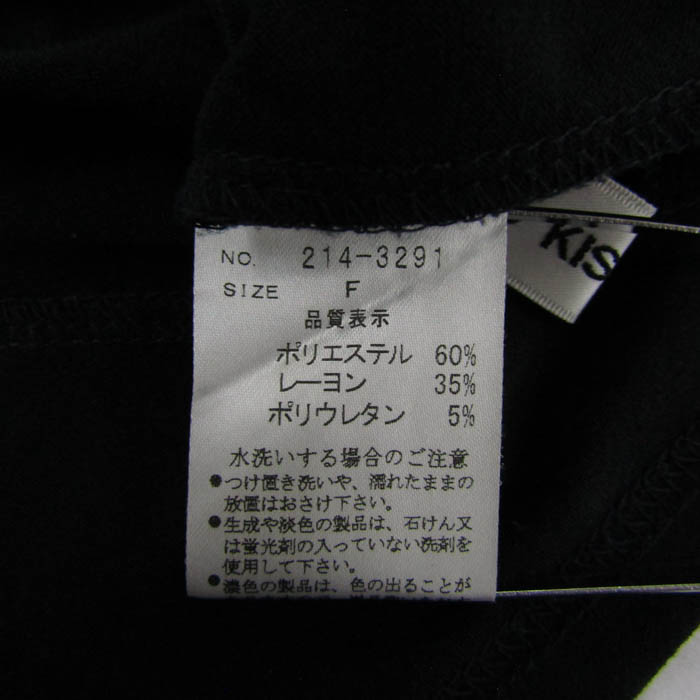 NO. 214-3291
SIZE F
品質表示
ポリエステル 60%
レーヨン 35%
ポリウレタン 5%
水洗いする場合のご注意
●つけ置き洗いや、濡れたままの
放置はおさけ下さい。
●生成や淡色の製品は、石けん又
は蛍光剤の入っていない洗剤を
使用して下さい。
●濃色の製品は、色の出ることが
KIS